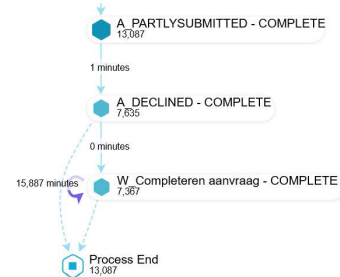 A_PARTLYSUBMITTED - COMPLETE
13,087
1 minutes
A_DECLINED - COMPLETE
7,635
0 minutes
15,887 minutes
W_Completeren aanvraag - COMPLETE
7,367
Process End
13,087